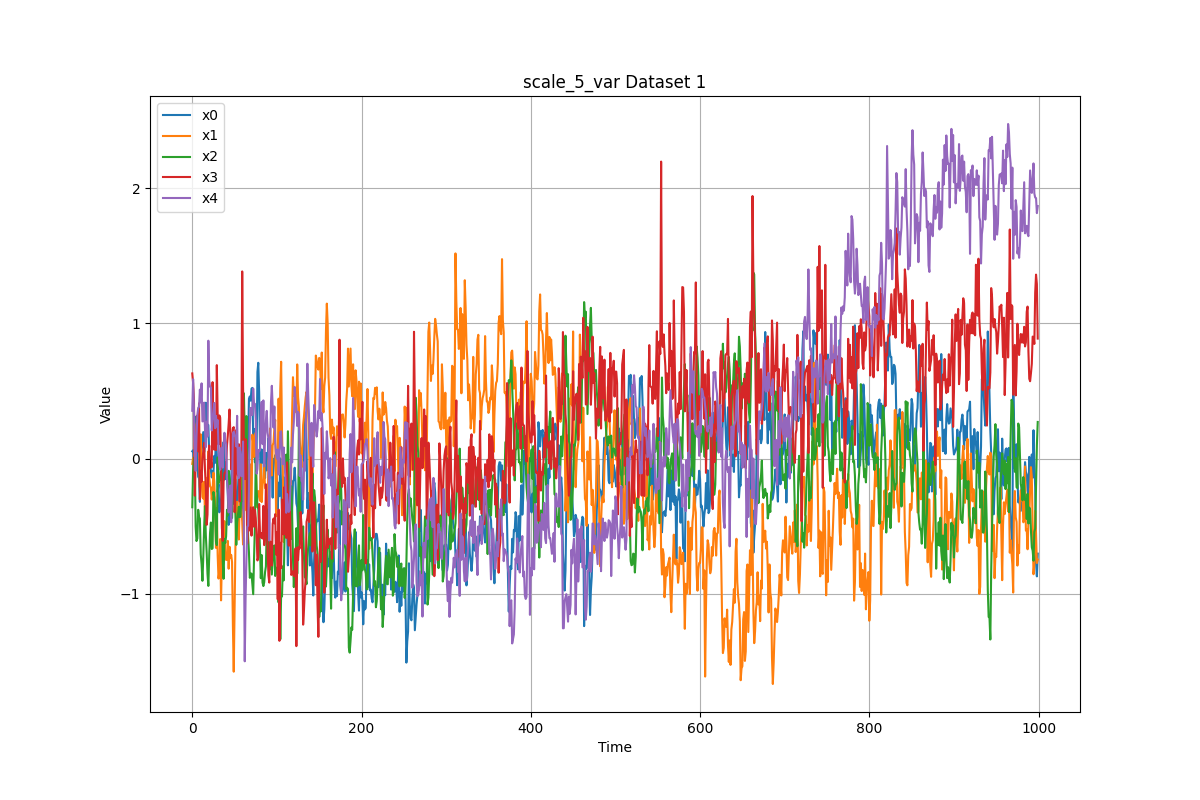 scale_5_var Dataset 1
x0
x1
x2
x3
x4
Value
2
1
0
−1
0
200
400
600
800
1000
Time